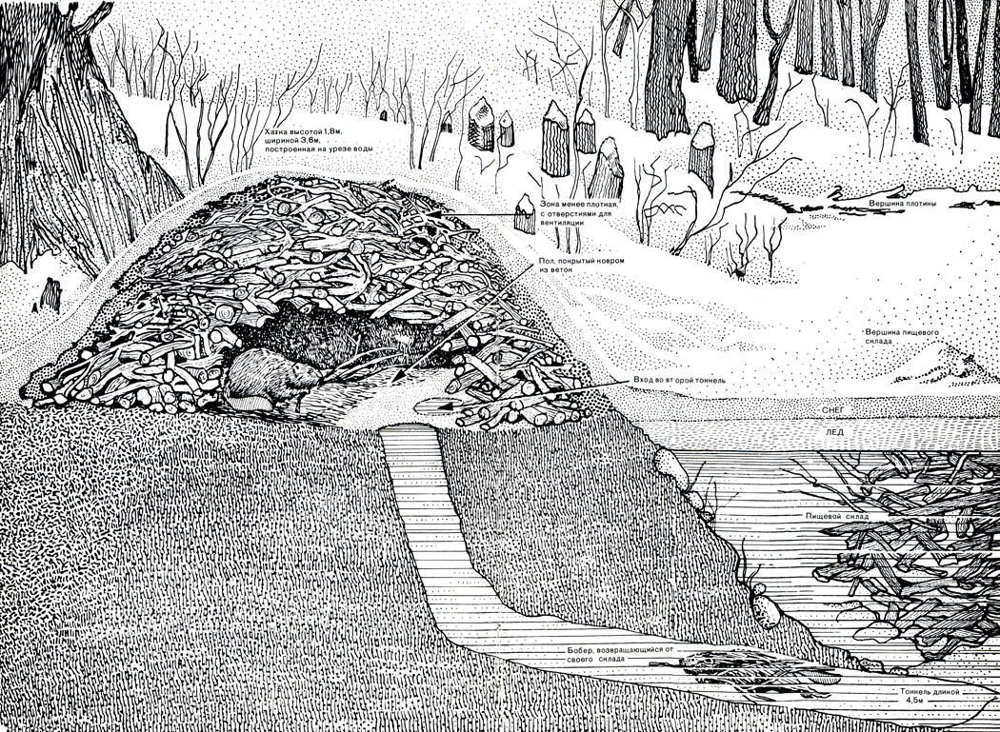 Хатка высотой 1,8м,
шириной 3,6м,
построенная на урезе воды
Зона менее плотная,
с отверстиями для
вентиляции
Вершина плотины
Пол, покрытый ковром
из веток
Вершина пищевого
склада
Вход во второй тоннель
СНЕГ
ЛЕД
Пищевой склад
Бобер, возвращающийся от
своего склада
Тоннель длиной
4,5м